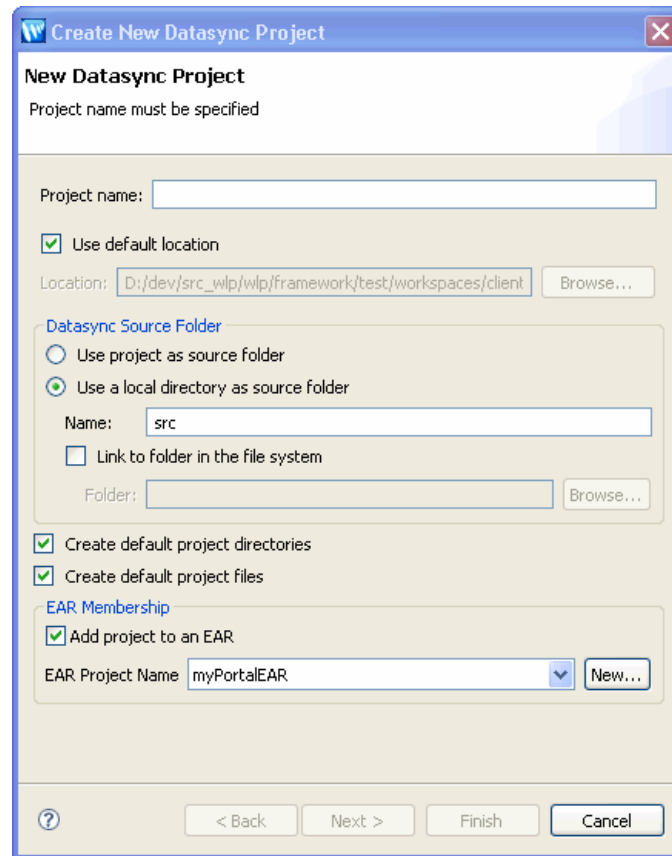 Create New Datasync Project
New Datasync Project
Project name must be specified
Project name:
Use default location
Location: D:/dev/src_wlp/wlp/framework/test/workspaces/client Browse...
Datasync Source Folder
Use project as source folder
Use a local directory as source folder
Name: src
Link to folder in the file system
Folder: Browse...
Create default project directories
Create default project files
EAR Membership
Add project to an EAR
EAR Project Name myPortalEAR New...
? < Back Next > Finish Cancel